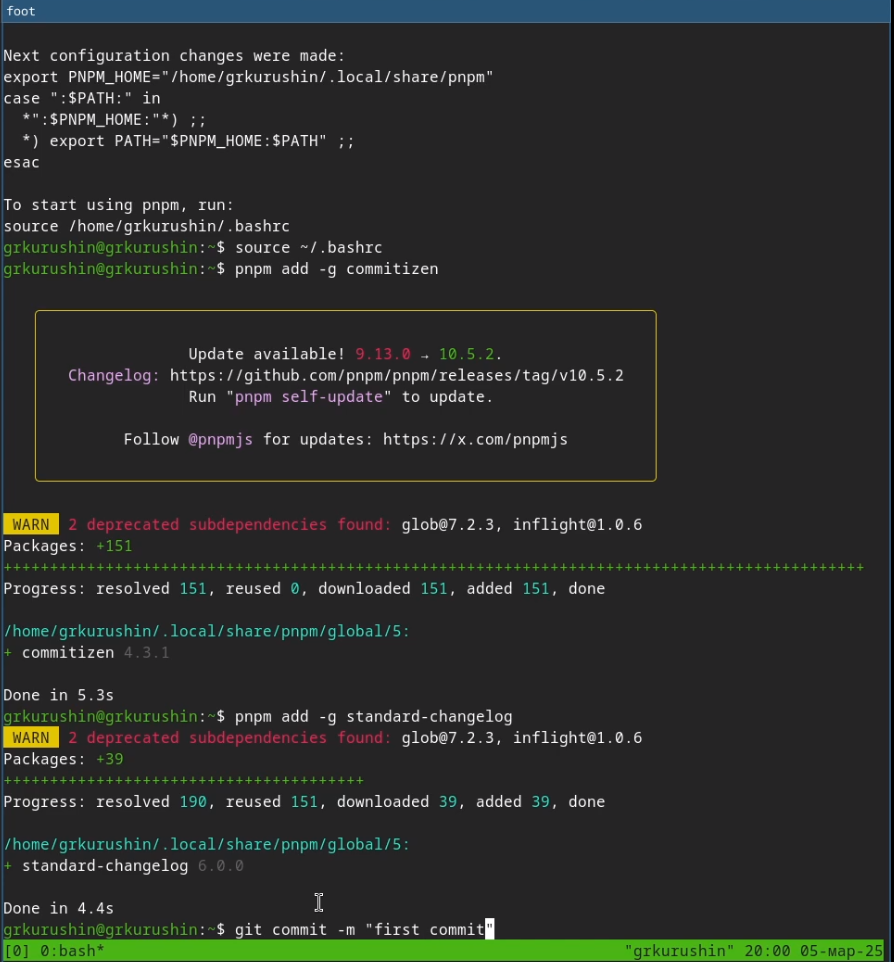 foot
Next configuration changes were made:
export PNPM_HOME="/home/grkurushin/.local/share/pnpm"
case ":$PATH:" in
  *":$PNPM_HOME:"*) ;;
  *) export PATH="$PNPM_HOME:$PATH" ;;
esac
To start using pnpm, run:
source /home/grkurushin/.bashrc
grkurushin@grkurushin:~$ source ~/.bashrc
grkurushin@grkurushin:~$ pnpm add -g commitizen
Update available! 9.13.0 → 10.5.2.
Changelog: https://github.com/pnpm/pnpm/releases/tag/v10.5.2
Run "pnpm self-update" to update.
Follow @pnpmjs for updates: https://x.com/pnpmjs
WARN 2 deprecated subdependencies found: glob@7.2.3, inflight@1.0.6
Packages: +151
+++++++++++++++++++++++++++++++++++++++++++++++++++++++++++++++++++++++++++++++++++++++++++++
Progress: resolved 151, reused 0, downloaded 151, added 151, done
/home/grkurushin/.local/share/pnpm/global/5:
+ commitizen 4.3.1
Done in 5.3s
grkurushin@grkurushin:~$ pnpm add -g standard-changelog
WARN 2 deprecated subdependencies found: glob@7.2.3, inflight@1.0.6
Packages: +39
+++++++++++++++++++++++++++++++++++++++
Progress: resolved 190, reused 151, downloaded 39, added 39, done
/home/grkurushin/.local/share/pnpm/global/5:
+ standard-changelog 6.0.0
Done in 4.4s
grkurushin@grkurushin:~$ git commit -m "first commit"
[0] 0:bash* "grkurushin" 20:00 05-мар-25